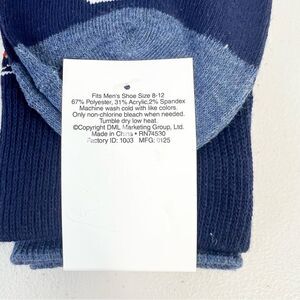 Fits Men's Shoe Size 8-12
67% Polyester, 31% Acrylic, 2% Spandex
Machine wash cold with like colors.
Only non-chlorine bleach when needed.
Tumble dry low heat.
©Copyright DML Marketing Group, Ltd.
Made in China • RN74530
Factory ID: 1003 MFG: 0125